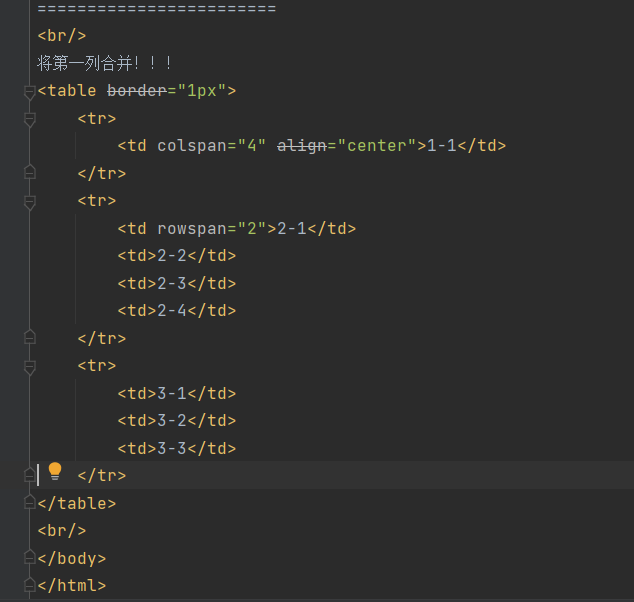 ========================
<br/>
将第一列合并！！！
<table border="1px">
    <tr>
        <td colspan="4" align="center">1-1</td>
    </tr>
    <tr>
        <td rowspan="2">2-1</td>
        <td>2-2</td>
        <td>2-3</td>
        <td>2-4</td>
    </tr>
    <tr>
        <td>3-1</td>
        <td>3-2</td>
        <td>3-3</td>
    </tr>
</table>
<br/>
</body>
</html>